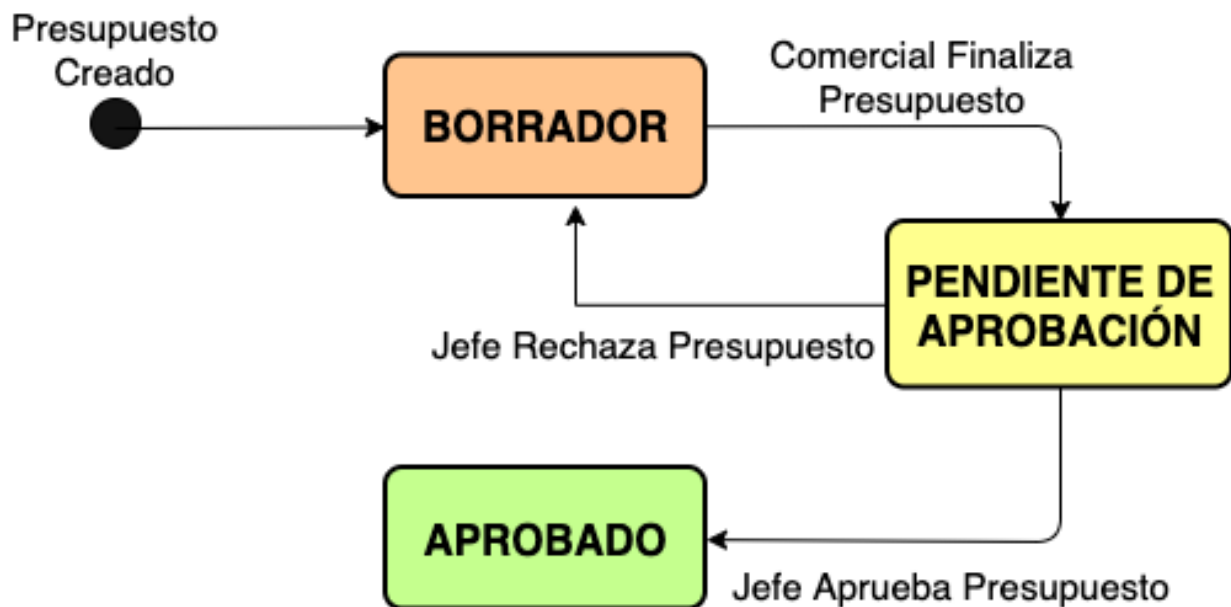 Presupuesto
Creado
BORRADOR
Comercial Finaliza
Presupuesto
PENDIENTE DE
APROBACIÓN
Jefe Rechaza Presupuesto
APROBADO
Jefe Aprueba Presupuesto